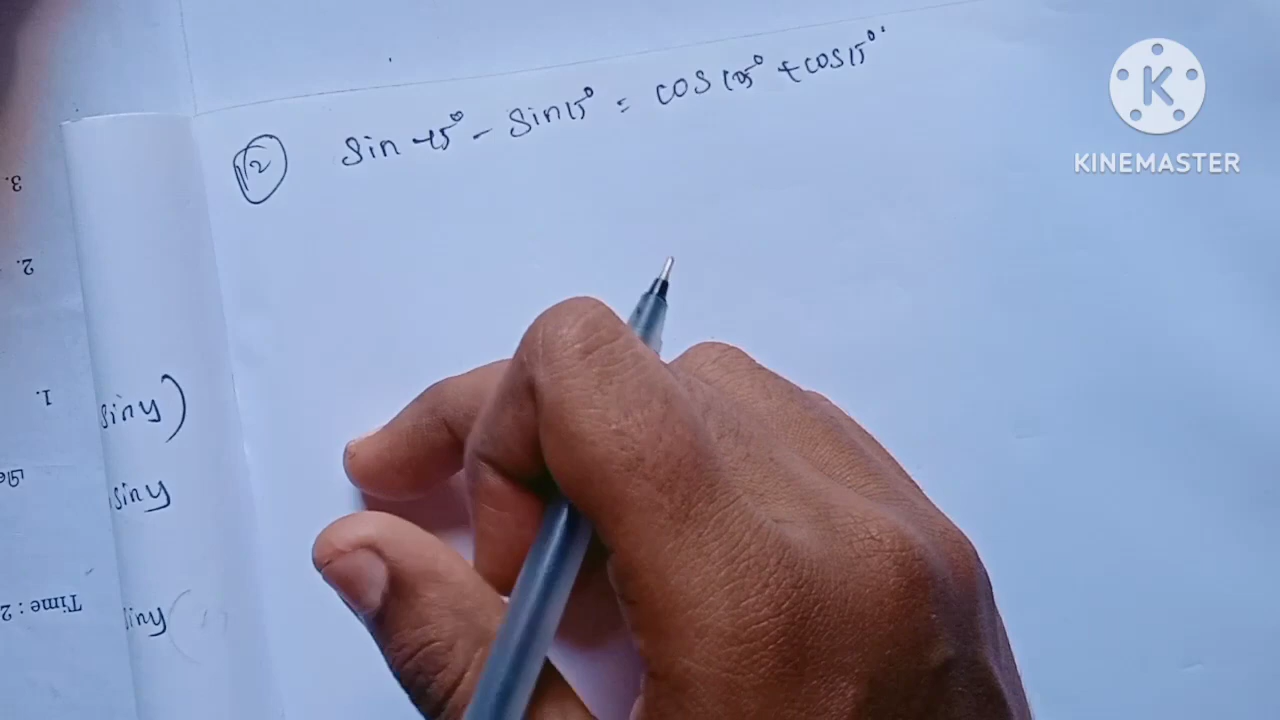 12 sin 75° - sin 15° = cos 105° + cos 15°
KINEMASTER
3.
2.
1.
siny)
siny
siny(
Time : 2